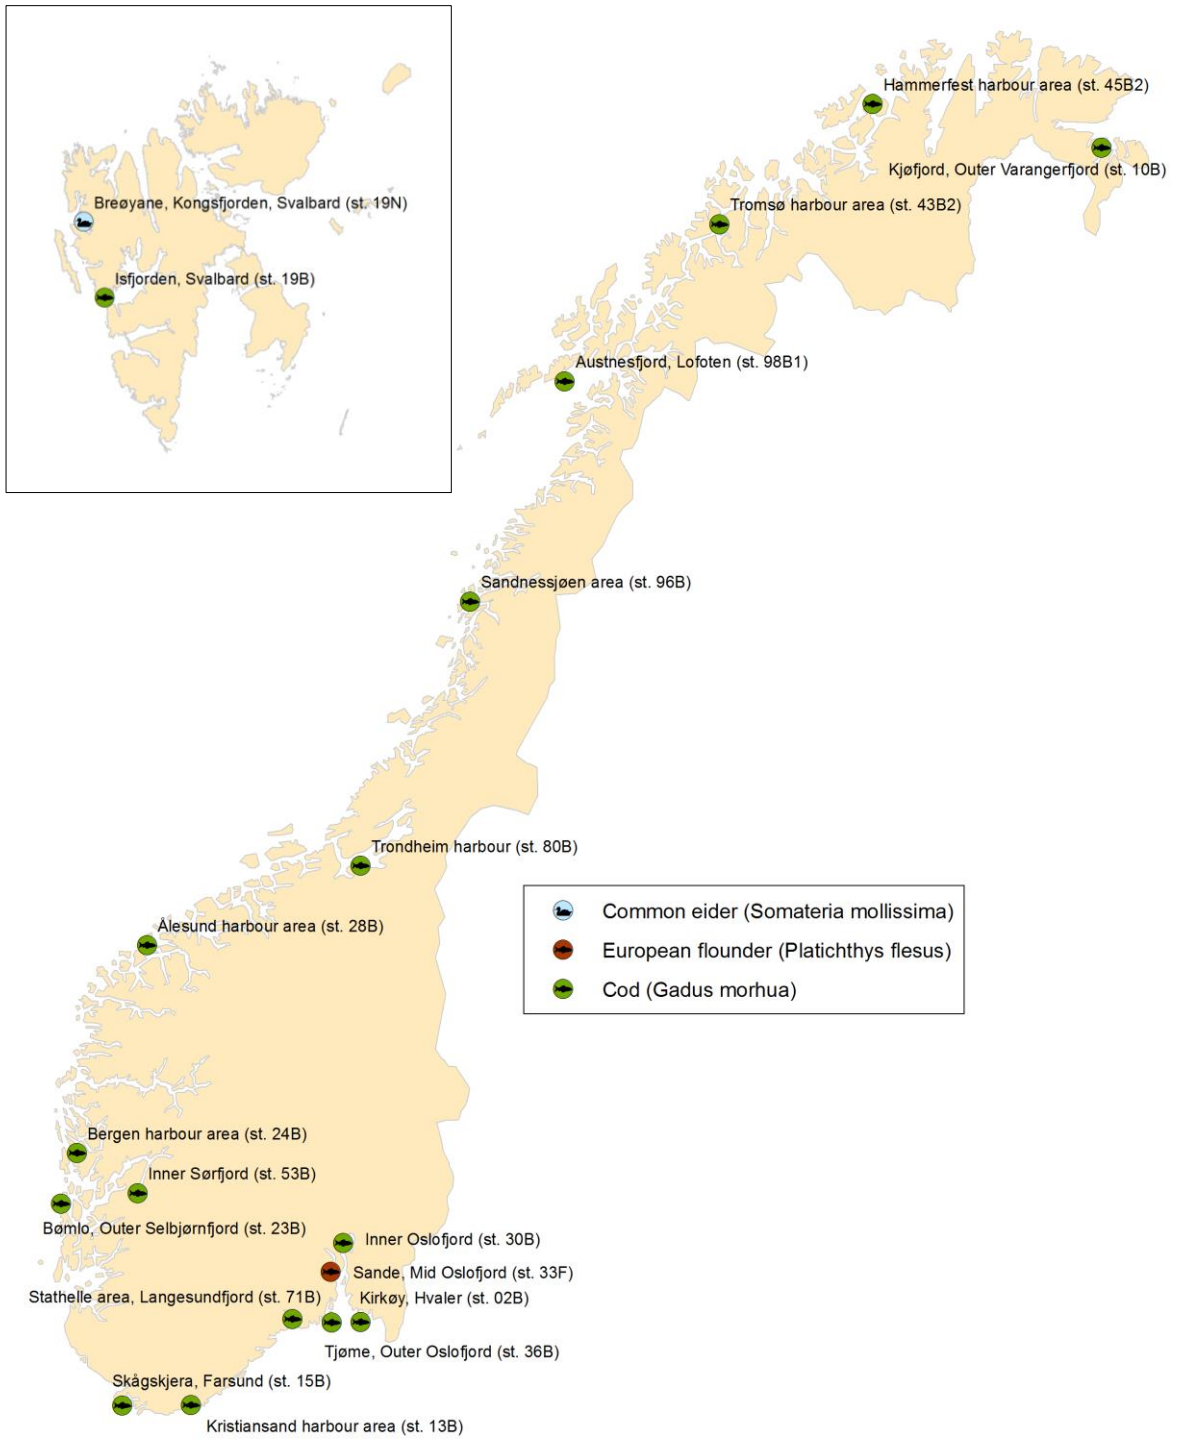 Hammerfest harbour area (st. 45B2)
Kjøfjord, Outer Varangerfjord (st. 10B)
Breøyane, Kongsfjorden, Svalbard (st. 19N)
Tromsø harbour area (st. 43B2)
Isfjorden, Svalbard (st. 19B)
Austnesfjord, Lofoten (st. 98B1)
Sandnessjøen area (st. 96B)
Trondheim harbour (st. 80B)
Common eider (Somateria mollissima)
European flounder (Platichthys flesus)
Cod (Gadus morhua)
Ålesund harbour area (st. 28B)
Bergen harbour area (st. 24B)
Inner Sørfjord (st. 53B)
Bømlo, Outer Selbjørnfjord (st. 23B)
Inner Oslofjord (st. 30B)
Sande, Mid Oslofjord (st. 33F)
Stathelle area, Langesundfjord (st. 71B)
Kirkøy, Hvaler (st. 02B)
Tjøme, Outer Oslofjord (st. 36B)
Skågskjera, Farsund (st. 15B)
Kristiansand harbour area (st. 13B)